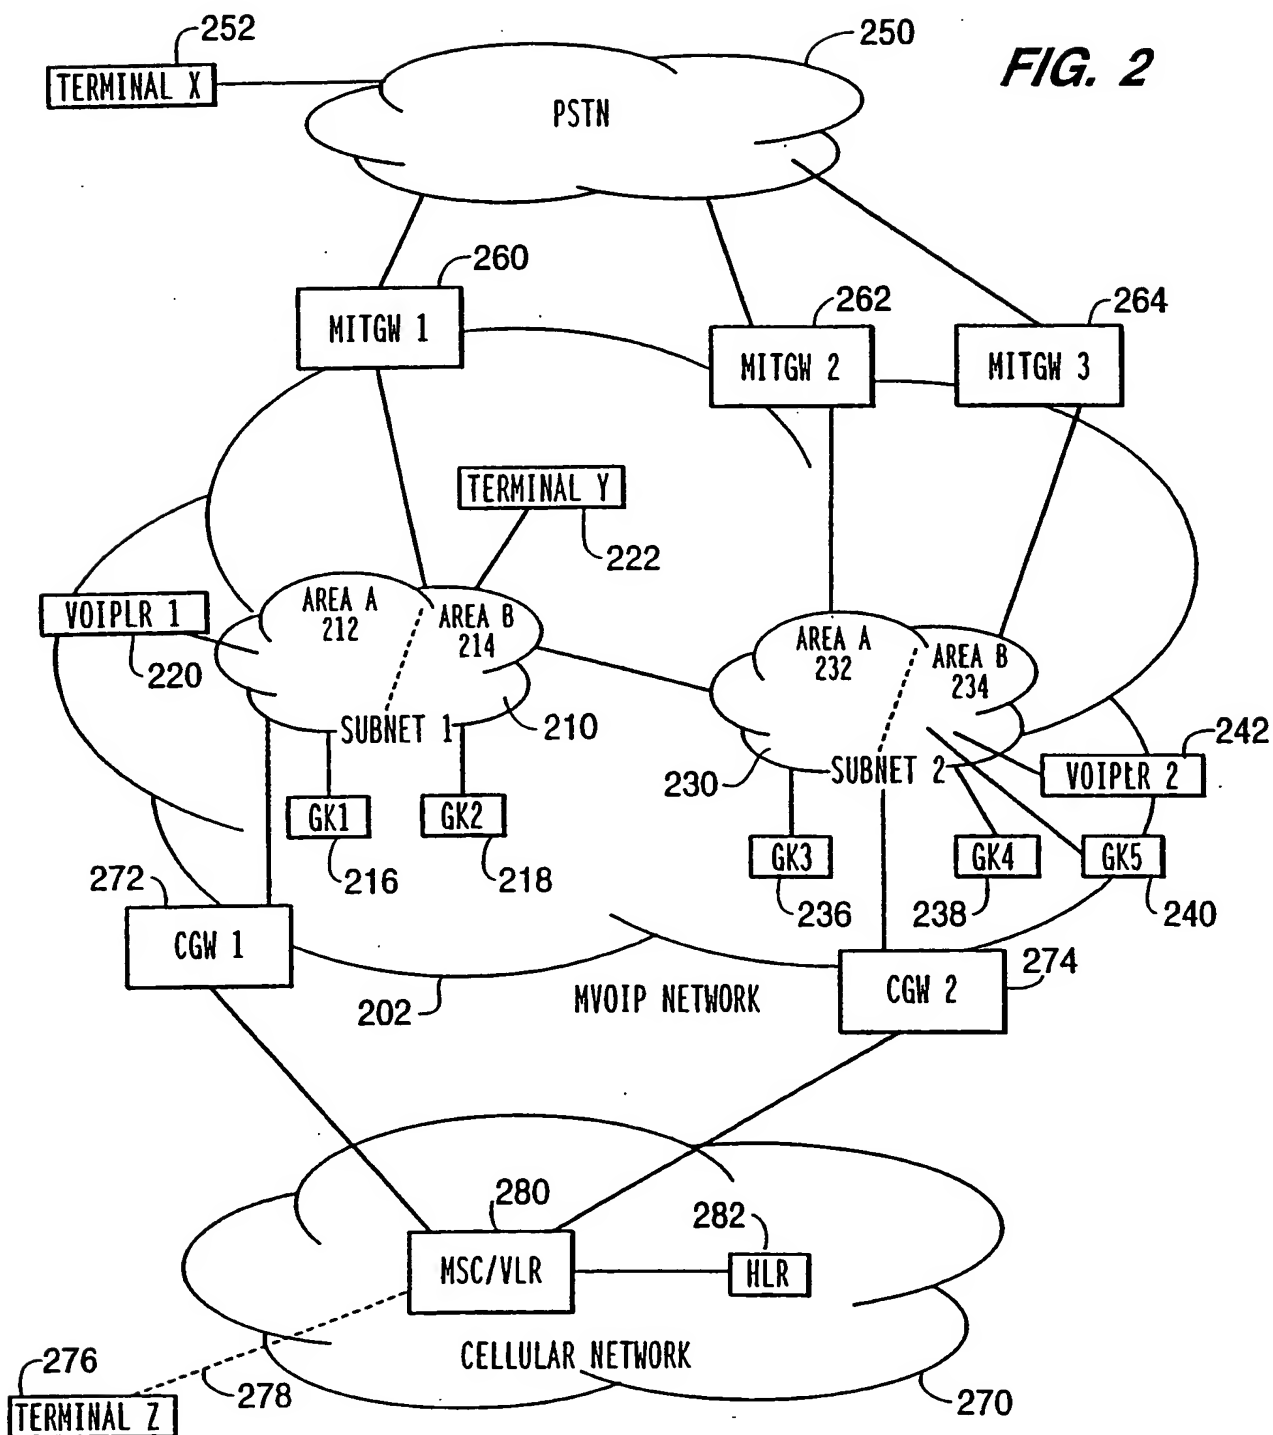 252
250
FIG. 2
TERMINAL X
PSTN
260
262
264
MITGW 1
MITGW 2
MITGW 3
TERMINAL Y
222
VOIPLR 1
220
AREA A
212
AREA B
214
SUBNET 1
210
AREA A
232
AREA B
234
SUBNET 2
230
242
VOIPLR 2
GK1
GK2
216
218
GK3
GK4
GK5
236
238
240
272
CGW 1
274
CGW 2
202
MVOIP NETWORK
280
282
MSC/VLR
HLR
CELLULAR NETWORK
276
278
270
TERMINAL Z